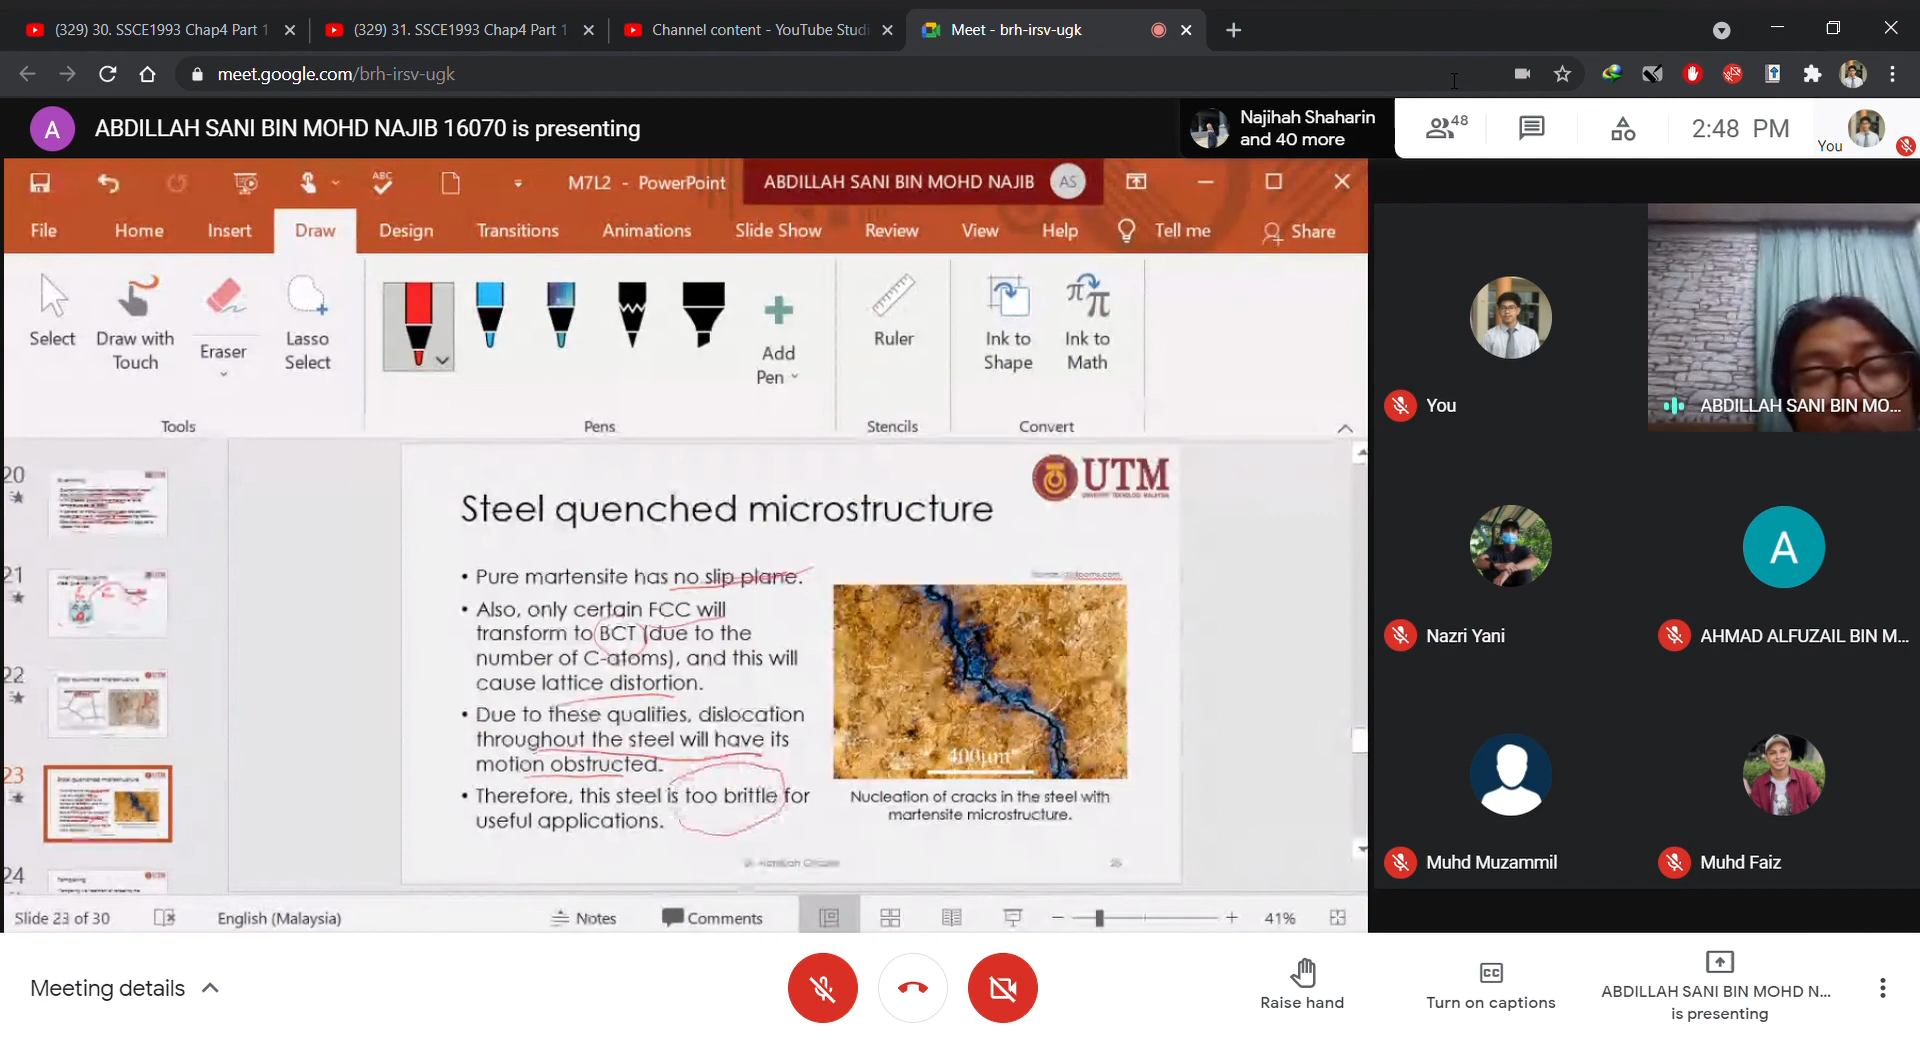 (329) 30. SSCE1993 Chap4 Part 1
(329) 31. SSCE1993 Chap4 Part 1
Channel content - YouTube Studi
Meet - brh-irsv-ugk
meet.google.com/brh-irsv-ugk
A
ABDILLAH SANI BIN MOHD NAJIB 16070 is presenting
Najihah Shaharin
and 40 more
48
2:48 PM
You
ABC
M7L2 - PowerPoint
ABDILLAH SANI BIN MOHD NAJIB
AS
File
Home
Insert
Draw
Design
Transitions
Animations
Slide Show
Review
View
Help
Tell me
Share
Select
Draw with
Touch
Eraser
Lasso
Select
Add
Pen
Ruler
Ink to
Shape
Ink to
Math
Tools
Pens
Stencils
Convert
20
21
22
23
24
UTM
UNIVERSITI TEKNOLOGI MALAYSIA
Steel quenched microstructure
• Pure martensite has no slip plane.
• Also, only certain FCC will
transform to BCT (due to the
number of C-atoms), and this will
cause lattice distortion.
• Due to these qualities, dislocation
throughout the steel will have its
motion obstructed.
• Therefore, this steel is too brittle for
useful applications.
400μm
Nucleation of cracks in the steel with
martensite microstructure.
Slide 23 of 30
English (Malaysia)
Notes
Comments
41%
You
ABDILLAH SANI BIN MO...
Nazri Yani
A
AHMAD ALFUZAIL BIN M...
Muhd Muzammil
Muhd Faiz
Meeting details
Raise hand
CC
Turn on captions
ABDILLAH SANI BIN MOHD N...
is presenting